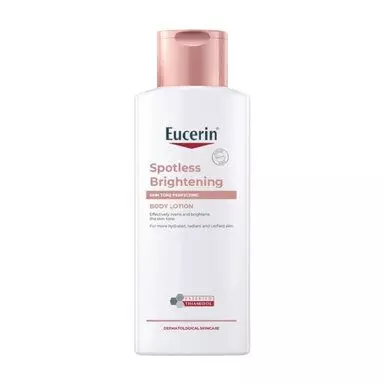 Eucerin®
Spotless
Brightening
SKIN TONE PERFECTING
BODY LOTION
Effectively evens and brightens
the skin tone.
For more hydrated, radiant and unified skin.
PATENTED
THIAMIDOL
DERMATOLOGICAL SKINCARE